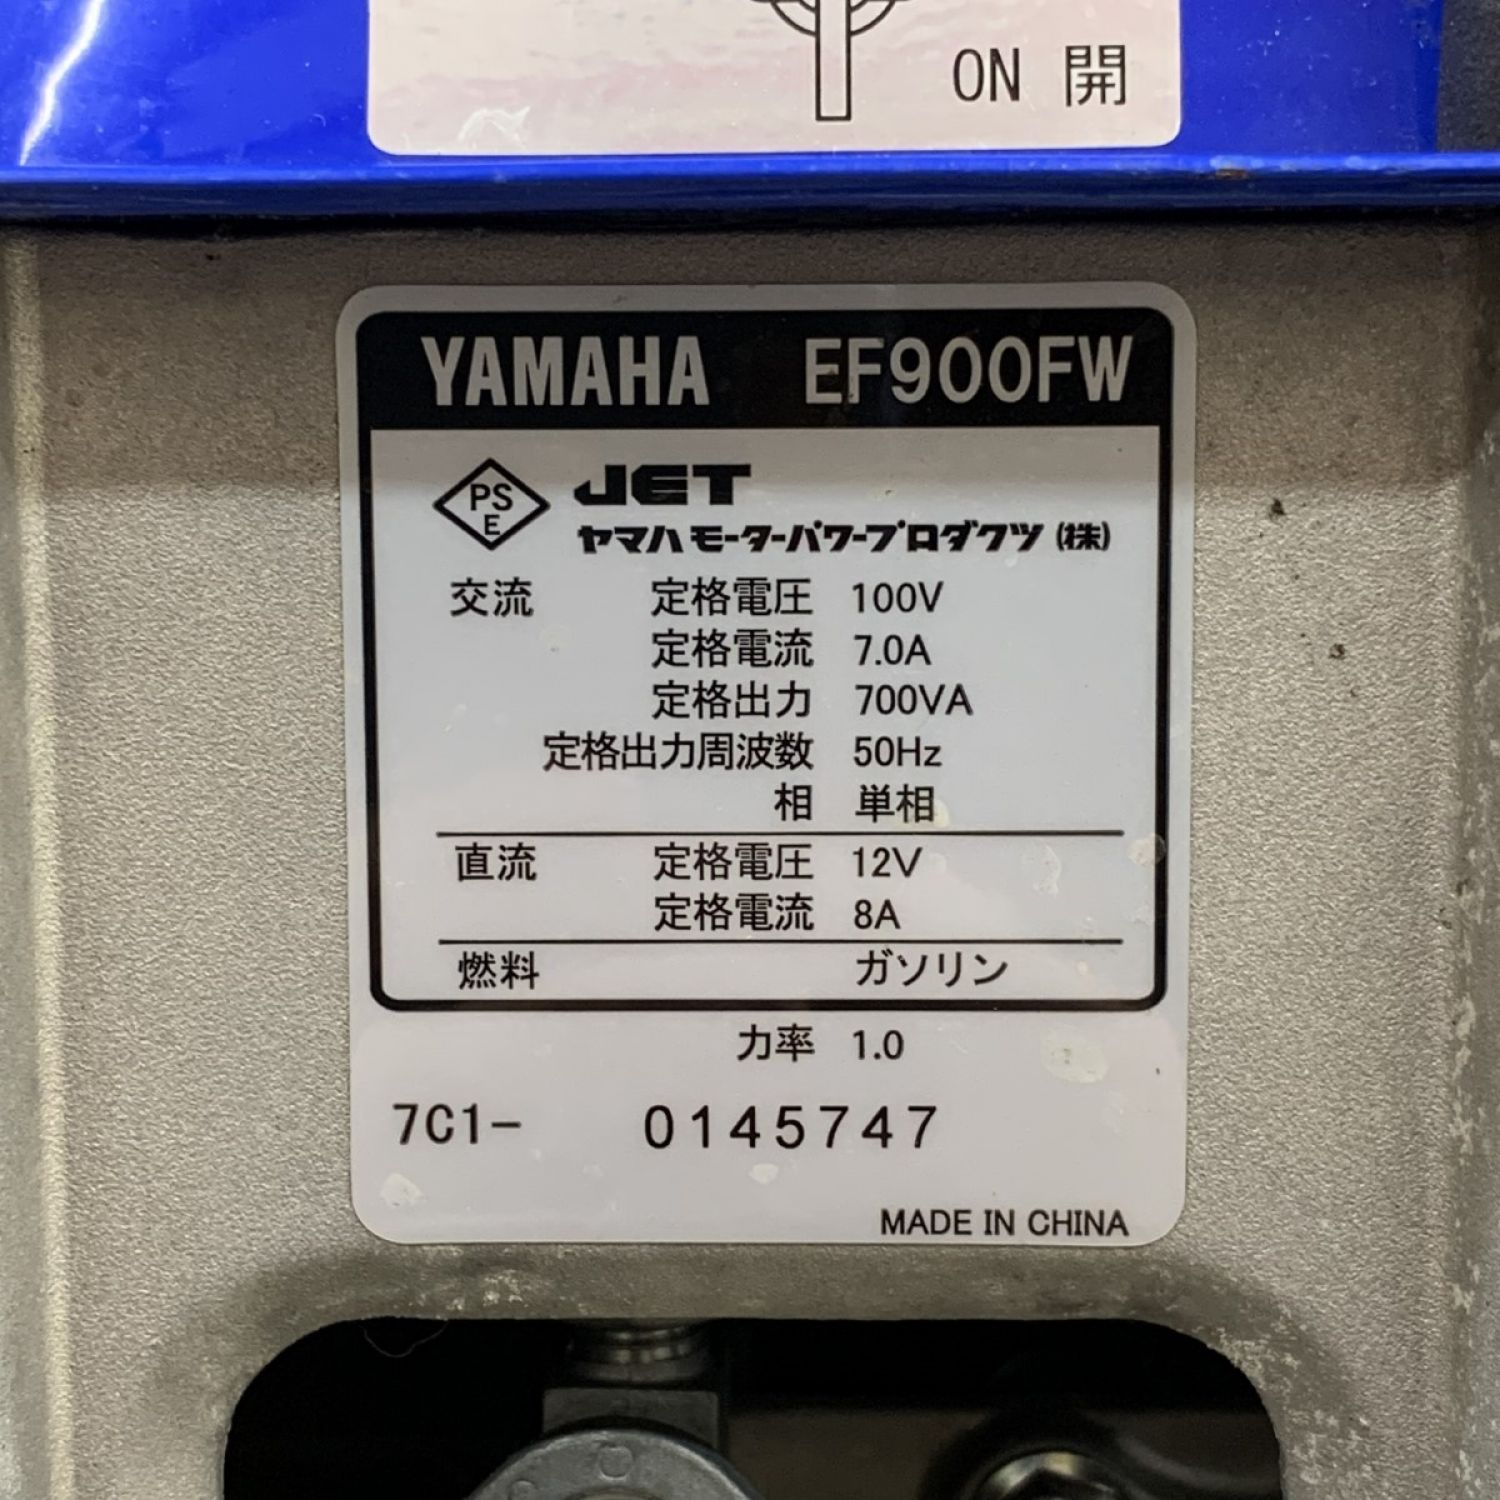 ON 開
YAMAHA EF900FW
PS
E
JET
ヤマハモーターパワープロダクツ(株)
交流 定格電圧 100V
定格電流 7.0A
定格出力 700VA
定格出力周波数 50Hz
相 単相
直流 定格電圧 12V
定格電流 8A
燃料 ガソリン
力率 1.0
7C1- 0145747
MADE IN CHINA